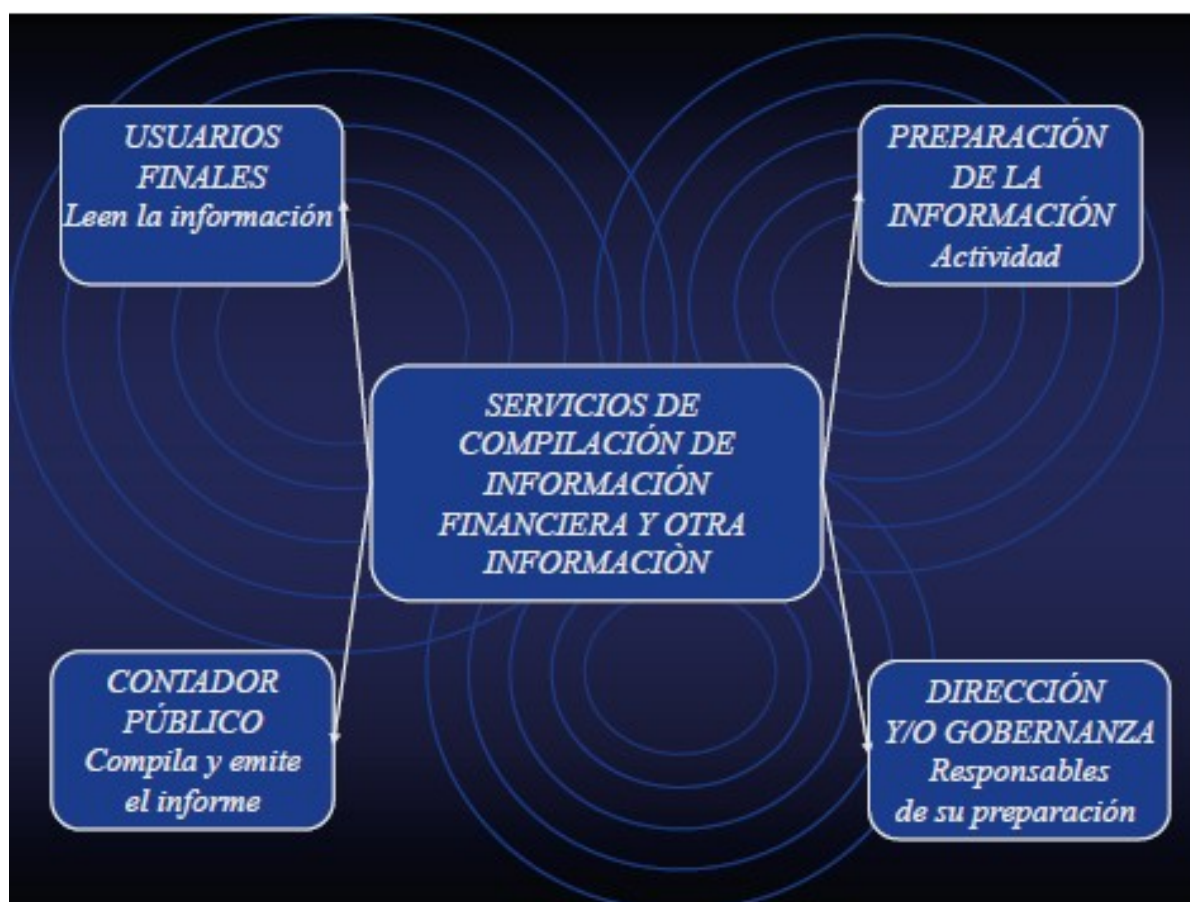 USUARIOS
FINALES
Leen la información
PREPARACIÓN
DE LA
INFORMACIÓN
Actividad
SERVICIOS DE
COMPILACIÓN DE
INFORMACIÓN
FINANCIERA Y OTRA
INFORMACIÒN
CONTADOR
PÚBLICO
Compila y emite
el informe
DIRECCIÓN
Y/O GOBERNANZA
Responsables
de su preparación